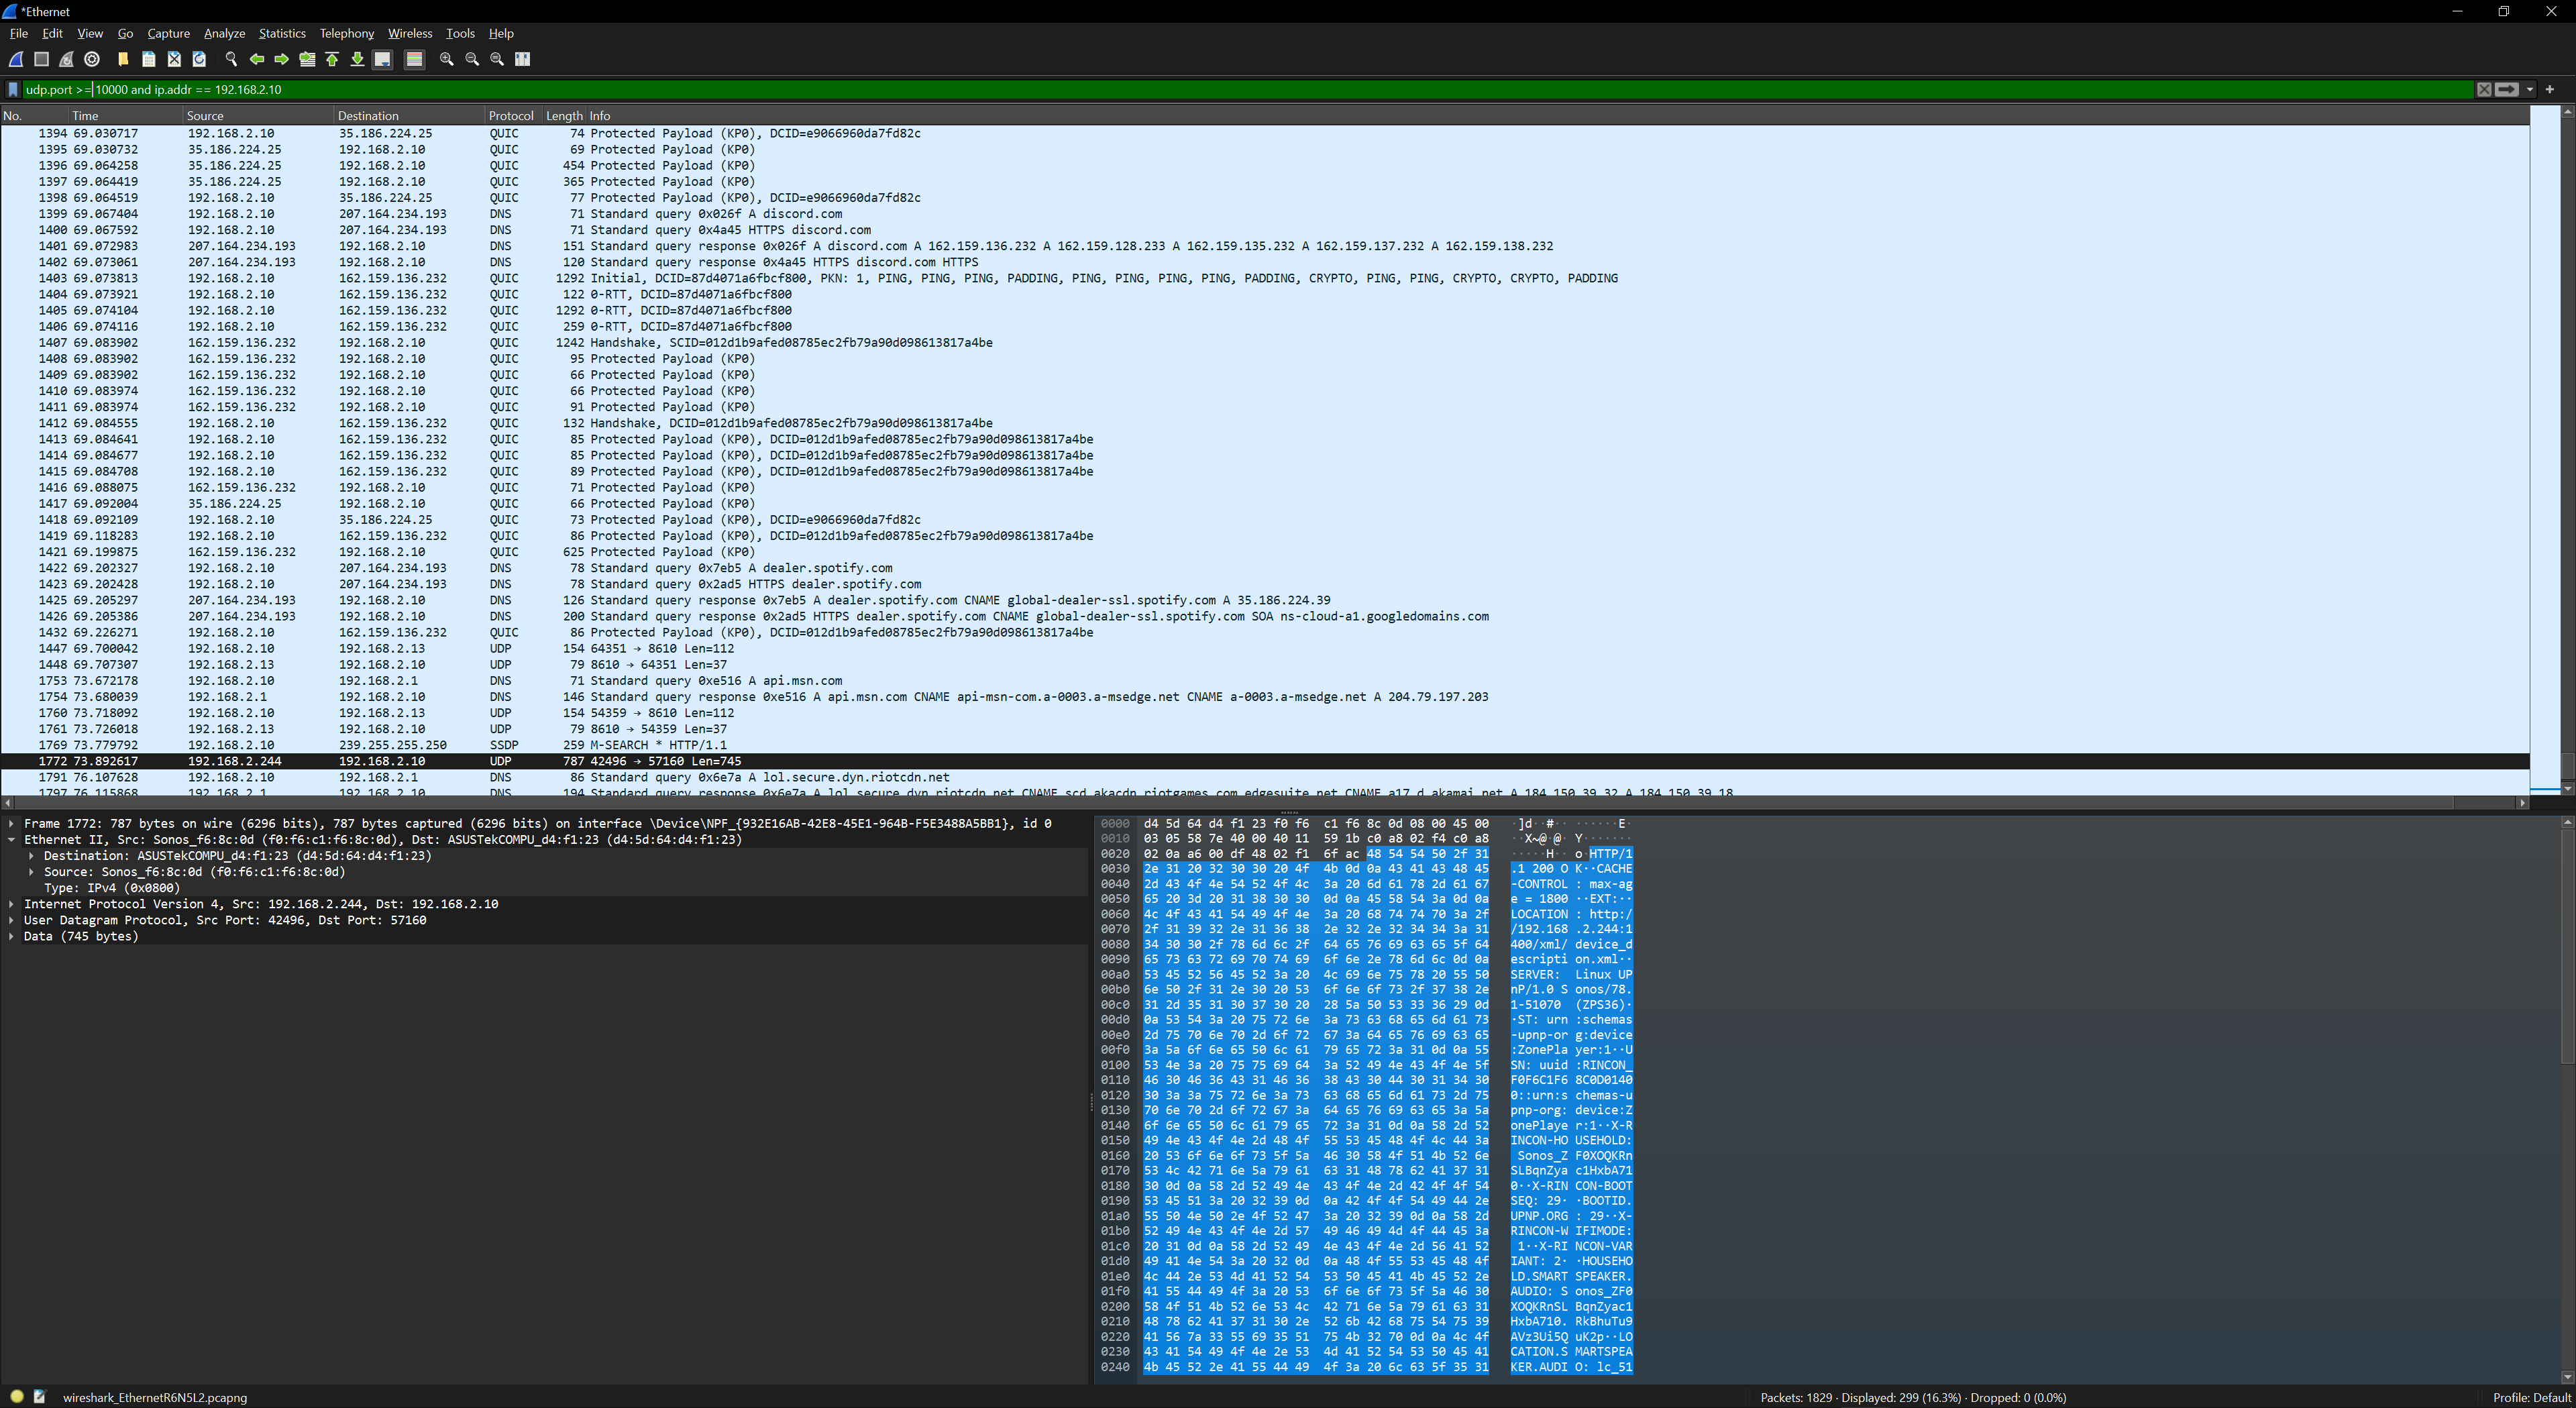 *Ethernet
File Edit View Go Capture Analyze Statistics Telephony Wireless Tools Help
udp.port >= 10000 and ip.addr == 192.168.2.10
No. Time Source Destination Protocol Length Info
1394 69.030717 192.168.2.10 35.186.224.25 QUIC 74 Protected Payload (KP0), DCID=e9066960da7fd82c
1395 69.030732 35.186.224.25 192.168.2.10 QUIC 69 Protected Payload (KP0)
1396 69.064258 35.186.224.25 192.168.2.10 QUIC 454 Protected Payload (KP0)
1397 69.064419 35.186.224.25 192.168.2.10 QUIC 365 Protected Payload (KP0)
1398 69.064519 192.168.2.10 35.186.224.25 QUIC 77 Protected Payload (KP0), DCID=e9066960da7fd82c
1399 69.067404 192.168.2.10 207.164.234.193 DNS 71 Standard query 0x026f A discord.com
1400 69.067592 192.168.2.10 207.164.234.193 DNS 71 Standard query 0x4a45 HTTPS discord.com
1401 69.072983 207.164.234.193 192.168.2.10 DNS 151 Standard query response 0x026f A discord.com A 162.159.136.232 A 162.159.128.233 A 162.159.135.232 A 162.159.137.232 A 162.159.138.232
1402 69.073061 207.164.234.193 192.168.2.10 DNS 120 Standard query response 0x4a45 HTTPS discord.com HTTPS
1403 69.073813 192.168.2.10 162.159.136.232 QUIC 1292 Initial, DCID=87d4071a6fbcf800, PKN: 1, PING, PING, PING, PADDING, PING, PING, PING, PING, PADDING, CRYPTO, PING, PING, CRYPTO, CRYPTO, PADDING
1404 69.073921 192.168.2.10 162.159.136.232 QUIC 122 0-RTT, DCID=87d4071a6fbcf800
1405 69.074104 192.168.2.10 162.159.136.232 QUIC 1292 0-RTT, DCID=87d4071a6fbcf800
1406 69.074116 192.168.2.10 162.159.136.232 QUIC 259 0-RTT, DCID=87d4071a6fbcf800
1407 69.083902 162.159.136.232 192.168.2.10 QUIC 1242 Handshake, SCID=012d1b9afed08785ec2fb79a90d098613817a4be
1408 69.083902 162.159.136.232 192.168.2.10 QUIC 95 Protected Payload (KP0)
1409 69.083902 162.159.136.232 192.168.2.10 QUIC 66 Protected Payload (KP0)
1410 69.083974 162.159.136.232 192.168.2.10 QUIC 66 Protected Payload (KP0)
1411 69.083974 162.159.136.232 192.168.2.10 QUIC 91 Protected Payload (KP0)
1412 69.084555 192.168.2.10 162.159.136.232 QUIC 132 Handshake, DCID=012d1b9afed08785ec2fb79a90d098613817a4be
1413 69.084641 192.168.2.10 162.159.136.232 QUIC 85 Protected Payload (KP0), DCID=012d1b9afed08785ec2fb79a90d098613817a4be
1414 69.084677 192.168.2.10 162.159.136.232 QUIC 85 Protected Payload (KP0), DCID=012d1b9afed08785ec2fb79a90d098613817a4be
1415 69.084708 192.168.2.10 162.159.136.232 QUIC 89 Protected Payload (KP0), DCID=012d1b9afed08785ec2fb79a90d098613817a4be
1416 69.088075 162.159.136.232 192.168.2.10 QUIC 71 Protected Payload (KP0)
1417 69.092004 35.186.224.25 192.168.2.10 QUIC 66 Protected Payload (KP0)
1418 69.092109 192.168.2.10 35.186.224.25 QUIC 73 Protected Payload (KP0), DCID=e9066960da7fd82c
1419 69.118283 192.168.2.10 162.159.136.232 QUIC 86 Protected Payload (KP0), DCID=012d1b9afed08785ec2fb79a90d098613817a4be
1421 69.199875 162.159.136.232 192.168.2.10 QUIC 625 Protected Payload (KP0)
1422 69.202327 192.168.2.10 207.164.234.193 DNS 78 Standard query 0x7eb5 A dealer.spotify.com
1423 69.202428 192.168.2.10 207.164.234.193 DNS 78 Standard query 0x2ad5 HTTPS dealer.spotify.com
1425 69.205297 207.164.234.193 192.168.2.10 DNS 126 Standard query response 0x7eb5 A dealer.spotify.com CNAME global-dealer-ssl.spotify.com A 35.186.224.39
1426 69.205386 207.164.234.193 192.168.2.10 DNS 200 Standard query response 0x2ad5 HTTPS dealer.spotify.com CNAME global-dealer-ssl.spotify.com SOA ns-cloud-a1.googledomains.com
1432 69.226271 192.168.2.10 162.159.136.232 QUIC 86 Protected Payload (KP0), DCID=012d1b9afed08785ec2fb79a90d098613817a4be
1447 69.700042 192.168.2.10 192.168.2.13 UDP 154 64351 → 8610 Len=112
1448 69.707307 192.168.2.13 192.168.2.10 UDP 79 8610 → 64351 Len=37
1753 73.672178 192.168.2.10 192.168.2.1 DNS 71 Standard query 0xe516 A api.msn.com
1754 73.680039 192.168.2.1 192.168.2.10 DNS 146 Standard query response 0xe516 A api.msn.com CNAME api-msn-com.a-0003.a-msedge.net CNAME a-0003.a-msedge.net A 204.79.197.203
1760 73.718092 192.168.2.10 192.168.2.13 UDP 154 54359 → 8610 Len=112
1761 73.726018 192.168.2.13 192.168.2.10 UDP 79 8610 → 54359 Len=37
1769 73.779792 192.168.2.10 239.255.255.250 SSDP 259 M-SEARCH * HTTP/1.1
1772 73.892617 192.168.2.244 192.168.2.10 UDP 787 42496 → 57160 Len=745
1791 76.107628 192.168.2.10 192.168.2.1 DNS 86 Standard query 0x6e7a A lol.secure.dyn.riotcdn.net
1797 76.115868 192.168.2.1 192.168.2.10 DNS 194 Standard query response 0x6e7a A lol.secure.dyn.riotcdn.net CNAME scd.akacdn.riotgames.com.edgesuite.net CNAME a17.d.akamai.net A 184.150.39.32 A 184.150.39.18
Frame 1772: 787 bytes on wire (6296 bits), 787 bytes captured (6296 bits) on interface \Device\NPF_{932E16AB-42E8-45E1-964B-F5E3488A5BB1}, id 0
Ethernet II, Src: Sonos_f6:8c:0d (f0:f6:c1:f6:8c:0d), Dst: ASUSTekCOMPU_d4:f1:23 (d4:5d:64:d4:f1:23)
Destination: ASUSTekCOMPU_d4:f1:23 (d4:5d:64:d4:f1:23)
Source: Sonos_f6:8c:0d (f0:f6:c1:f6:8c:0d)
Type: IPv4 (0x0800)
Internet Protocol Version 4, Src: 192.168.2.244, Dst: 192.168.2.10
User Datagram Protocol, Src Port: 42496, Dst Port: 57160
Data (745 bytes)
0000 d4 5d 64 d4 f1 23 f0 f6 c1 f6 8c 0d 08 00 45 00 ·]d··#·· ······E·
0010 03 05 58 7e 40 00 40 11 59 1b c0 a8 02 f4 c0 a8 ··X~@·@· Y·······
0020 02 0a a6 00 df 48 02 f1 6f ac 48 54 54 50 2f 31 ·····H·· o·HTTP/1
0030 2e 31 20 32 30 30 20 4f 4b 0d 0a 43 41 43 48 45 .1 200 O K··CACHE
0040 2d 43 4f 4e 54 52 4f 4c 3a 20 6d 61 78 2d 61 67 -CONTROL : max-ag
0050 65 20 3d 20 31 38 30 30 0d 0a 45 58 54 3a 0d 0a e = 1800 ··EXT:··
0060 4c 4f 43 41 54 49 4f 4e 3a 20 68 74 74 70 3a 2f LOCATION : http:/
0070 2f 31 39 32 2e 31 36 38 2e 32 2e 32 34 34 3a 31 /192.168 .2.244:1
0080 34 30 30 2f 78 6d 6c 2f 64 65 76 69 63 65 5f 64 400/xml/ device_d
0090 65 73 63 72 69 70 74 69 6f 6e 2e 78 6d 6c 0d 0a escripti on.xml··
00a0 53 45 52 56 45 52 3a 20 4c 69 6e 75 78 20 55 50 SERVER:  Linux UP
00b0 6e 50 2f 31 2e 30 20 53 6f 6e 6f 73 2f 37 38 2e nP/1.0 S onos/78.
00c0 31 2d 35 31 30 37 30 20 28 5a 50 53 33 36 29 0d 1-51070  (ZPS36)·
00d0 0a 53 54 3a 20 75 72 6e 3a 73 63 68 65 6d 61 73 ·ST: urn :schemas
00e0 2d 75 70 6e 70 2d 6f 72 67 3a 64 65 76 69 63 65 -upnp-or g:device
00f0 3a 5a 6f 6e 65 50 6c 61 79 65 72 3a 31 0d 0a 55 :ZonePla yer:1··U
0100 53 4e 3a 20 75 75 69 64 3a 52 49 4e 43 4f 4e 5f SN: uuid :RINCON_
0110 46 30 46 36 43 31 46 36 38 43 30 44 30 31 34 30 F0F6C1F6 8C0D0140
0120 30 3a 3a 75 72 6e 3a 73 63 68 65 6d 61 73 2d 75 0::urn:s chemas-u
0130 70 6e 70 2d 6f 72 67 3a 64 65 76 69 63 65 3a 5a pnp-org: device:Z
0140 6f 6e 65 50 6c 61 79 65 72 3a 31 0d 0a 58 2d 52 onePlaye r:1··X-R
0150 49 4e 43 4f 4e 2d 48 4f 55 53 45 48 4f 4c 44 3a INCON-HO USEHOLD:
0160 20 53 6f 6e 6f 73 5f 5a 46 30 58 4f 51 4b 52 6e  Sonos_Z F0XOQKRn
0170 53 4c 42 71 6e 5a 79 61 63 31 48 78 62 41 37 31 SLBqnZya c1HxbA71
0180 30 0d 0a 58 2d 52 49 4e 43 4f 4e 2d 42 4f 4f 54 0··X-RIN CON-BOOT
0190 53 45 51 3a 20 32 39 0d 0a 42 4f 4f 54 49 44 2e SEQ: 29· ·BOOTID.
01a0 55 50 4e 50 2e 4f 52 47 3a 20 32 39 0d 0a 58 2d UPNP.ORG : 29··X-
01b0 52 49 4e 43 4f 4e 2d 57 49 46 49 4d 4f 44 45 3a RINCON-W IFIMODE:
01c0 20 31 0d 0a 58 2d 52 49 4e 43 4f 4e 2d 56 41 52  1··X-RI NCON-VAR
01d0 49 41 4e 54 3a 20 32 0d 0a 48 4f 55 53 45 48 4f IANT: 2· ·HOUSEHO
01e0 4c 44 2e 53 4d 41 52 54 53 50 45 41 4b 45 52 2e LD.SMART SPEAKER.
01f0 41 55 44 49 4f 3a 20 53 6f 6e 6f 73 5f 5a 46 30 AUDIO: S onos_ZF0
0200 58 4f 51 4b 52 6e 53 4c 42 71 6e 5a 79 61 63 31 XOQKRnSL BqnZyac1
0210 48 78 62 41 37 31 30 2e 52 6b 42 68 75 54 75 39 HxbA710. RkBhuTu9
0220 41 56 7a 33 55 69 35 51 75 4b 32 70 0d 0a 4c 4f AVz3Ui5Q uK2p··LO
0230 43 41 54 49 4f 4e 2e 53 4d 41 52 54 53 50 45 41 CATION.S MARTSPEA
0240 4b 45 52 2e 41 55 44 49 4f 3a 20 6c 63 5f 35 31 KER.AUDI O: lc_51
wireshark_EthernetR6N5L2.pcapng Packets: 1829 · Displayed: 299 (16.3%) · Dropped: 0 (0.0%) Profile: Default